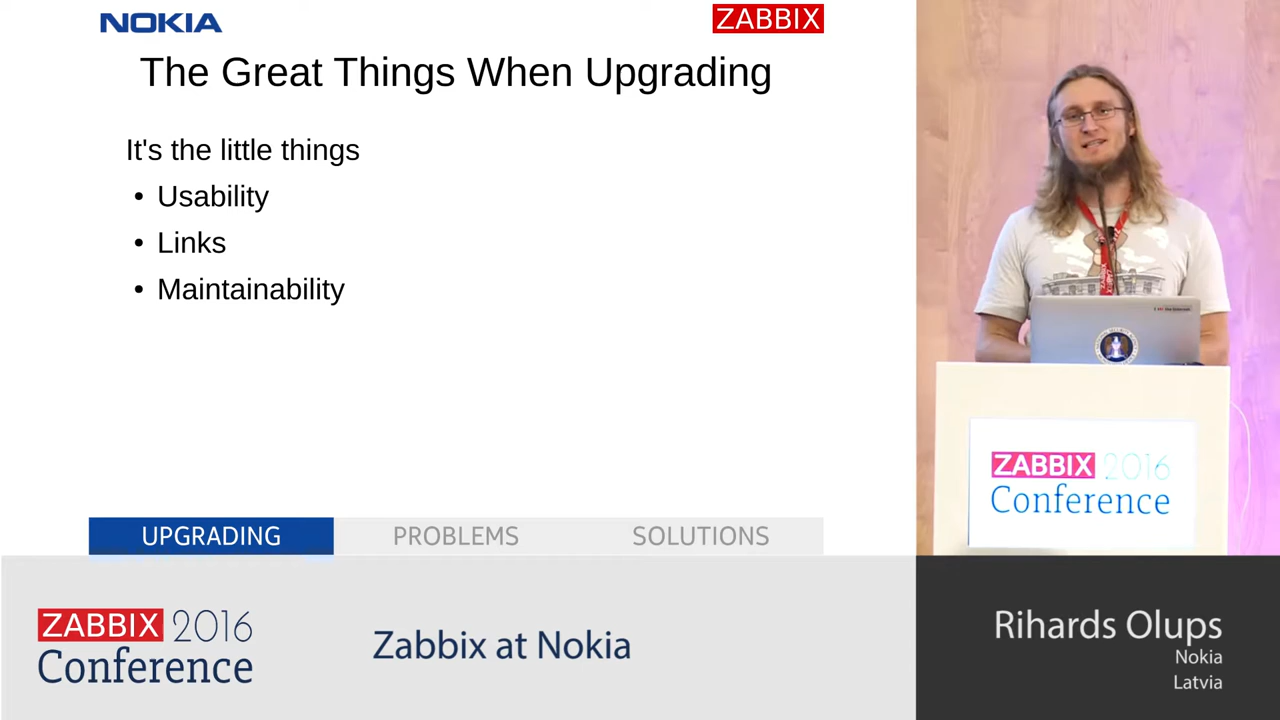 NOKIA
ZABBIX
The Great Things When Upgrading
It's the little things
• Usability
• Links
• Maintainability
UPGRADING
PROBLEMS
SOLUTIONS
ZABBIX 2016
Conference
ZABBIX 2016
Conference
Zabbix at Nokia
Rihards Olups
Nokia
Latvia